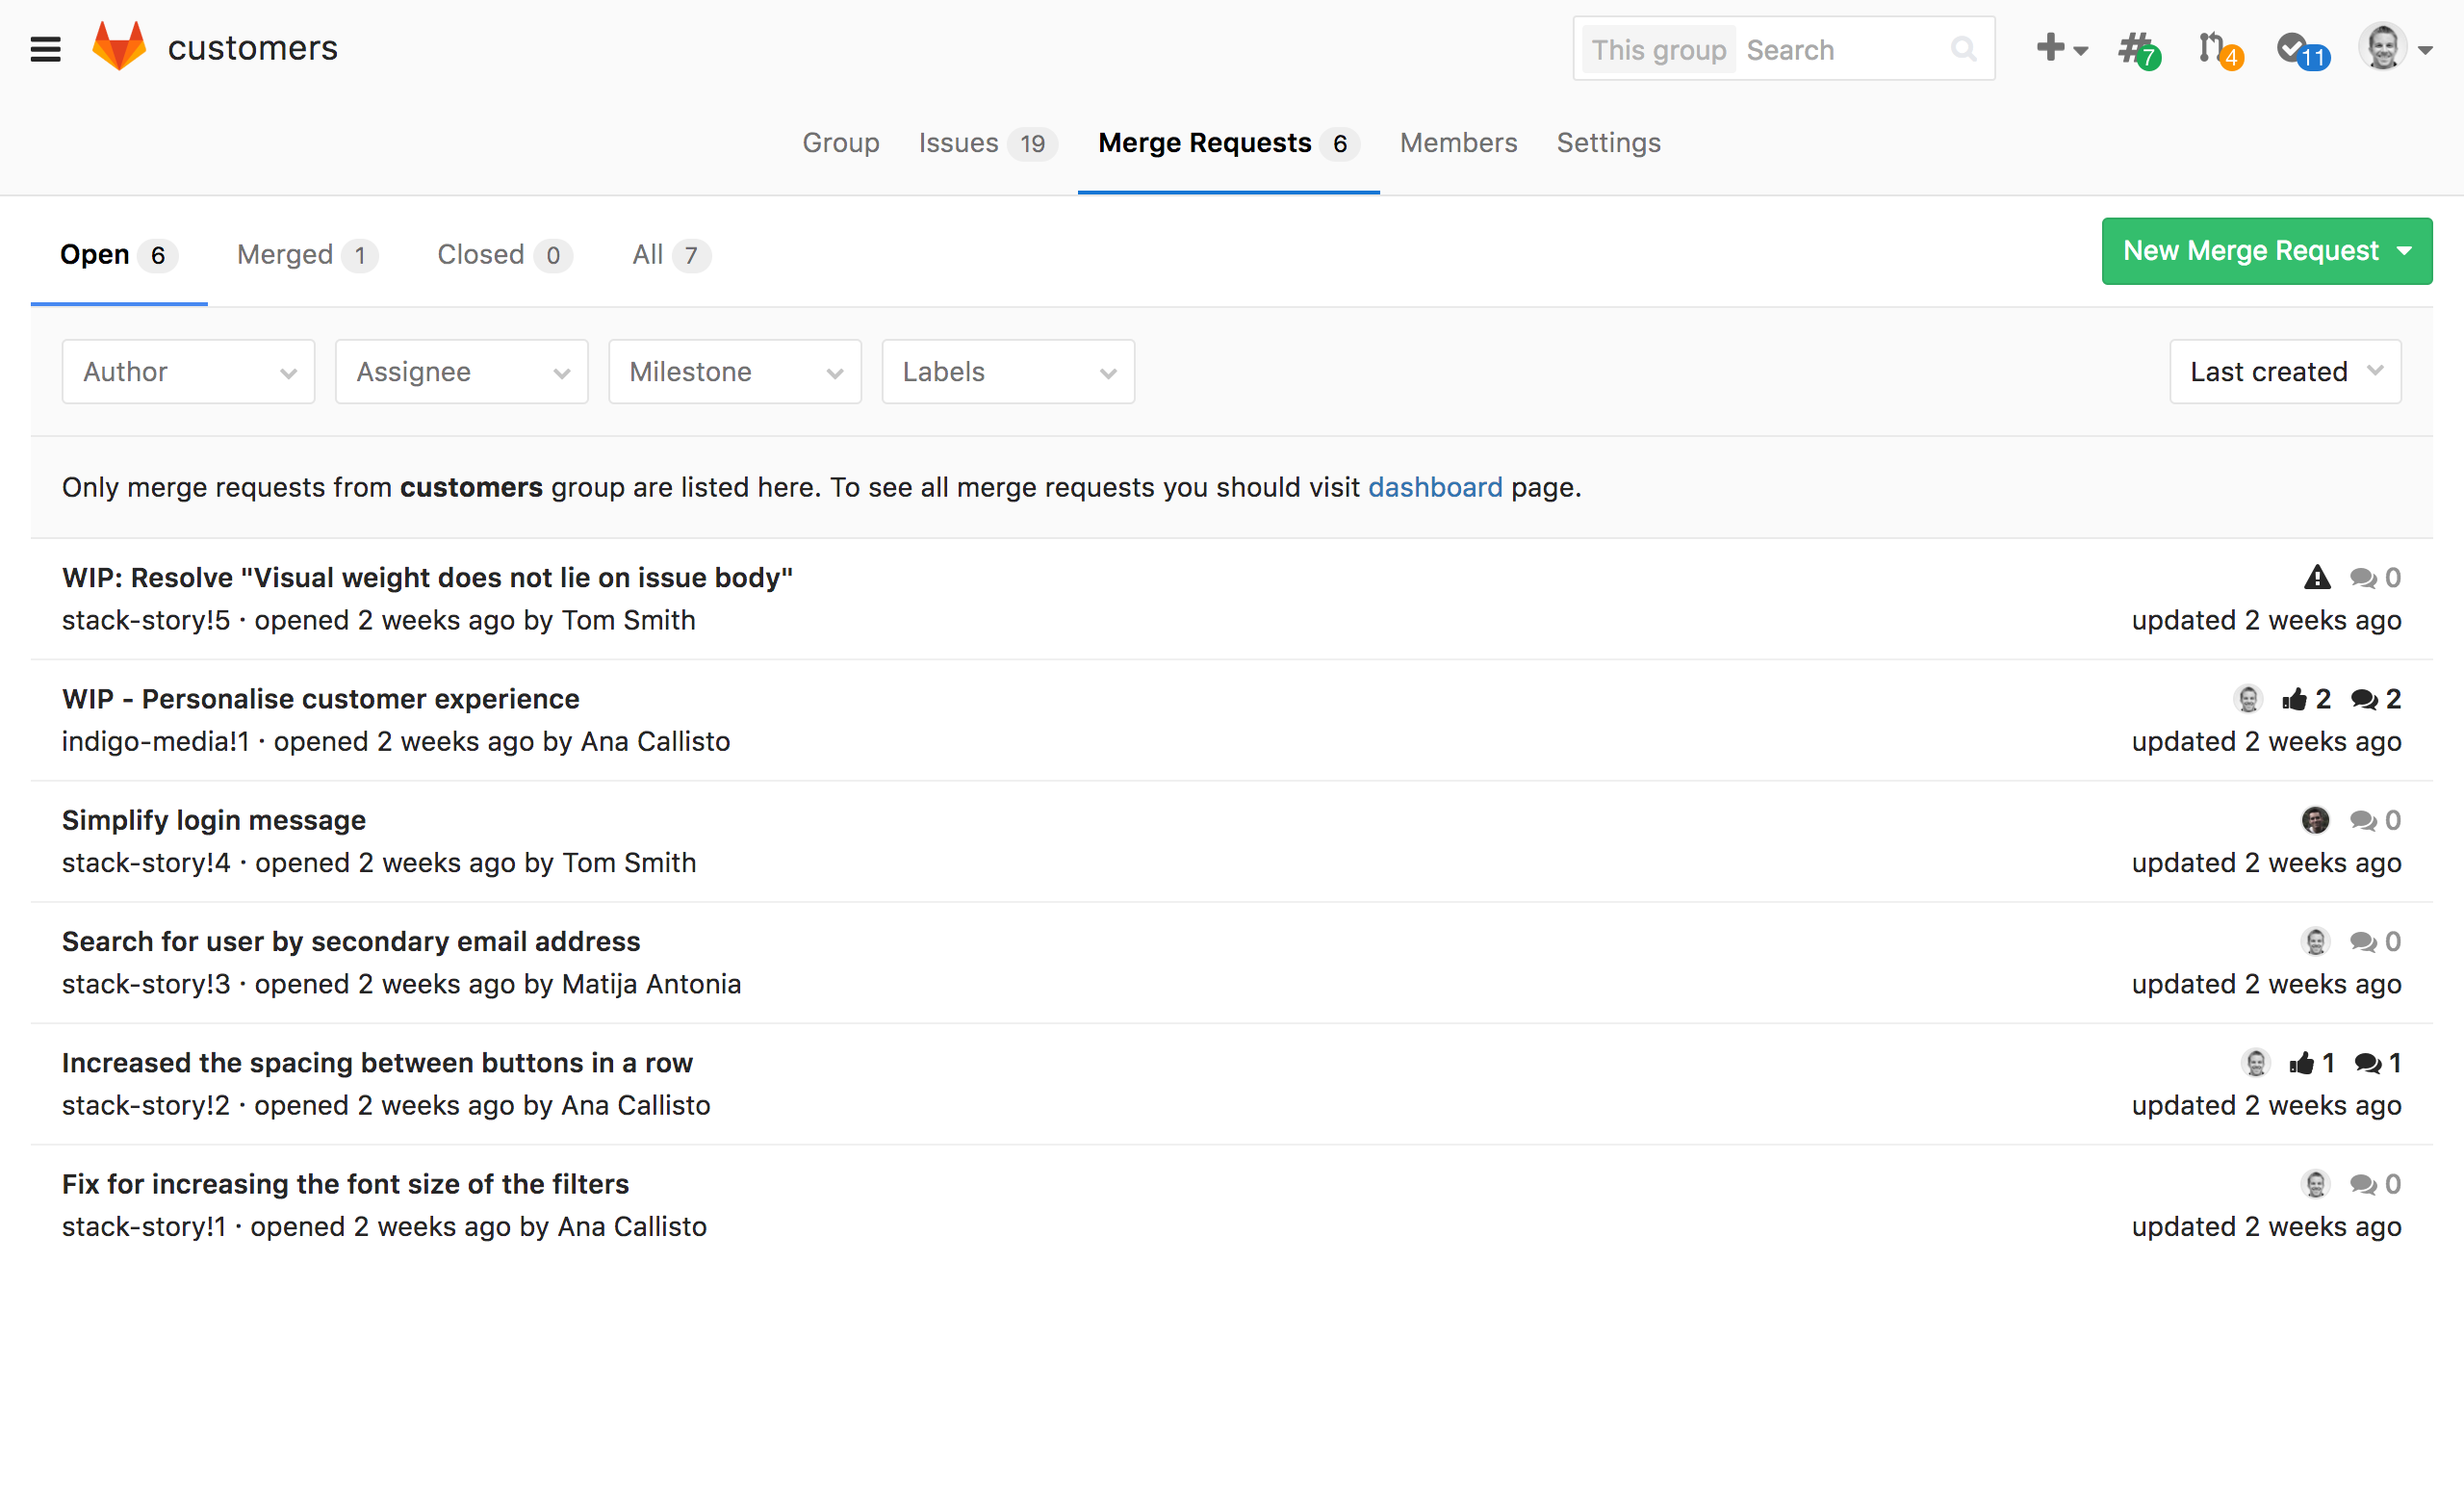 customers This group Search 7 4 11
Group Issues 19 Merge Requests 6 Members Settings
Open 6 Merged 1 Closed 0 All 7 New Merge Request
Author Assignee Milestone Labels Last created
Only merge requests from customers group are listed here. To see all merge requests you should visit dashboard page.
WIP: Resolve "Visual weight does not lie on issue body" 0
stack-story!5 · opened 2 weeks ago by Tom Smith updated 2 weeks ago
WIP - Personalise customer experience 2 2
indigo-media!1 · opened 2 weeks ago by Ana Callisto updated 2 weeks ago
Simplify login message 0
stack-story!4 · opened 2 weeks ago by Tom Smith updated 2 weeks ago
Search for user by secondary email address 0
stack-story!3 · opened 2 weeks ago by Matija Antonia updated 2 weeks ago
Increased the spacing between buttons in a row 1 1
stack-story!2 · opened 2 weeks ago by Ana Callisto updated 2 weeks ago
Fix for increasing the font size of the filters 0
stack-story!1 · opened 2 weeks ago by Ana Callisto updated 2 weeks ago